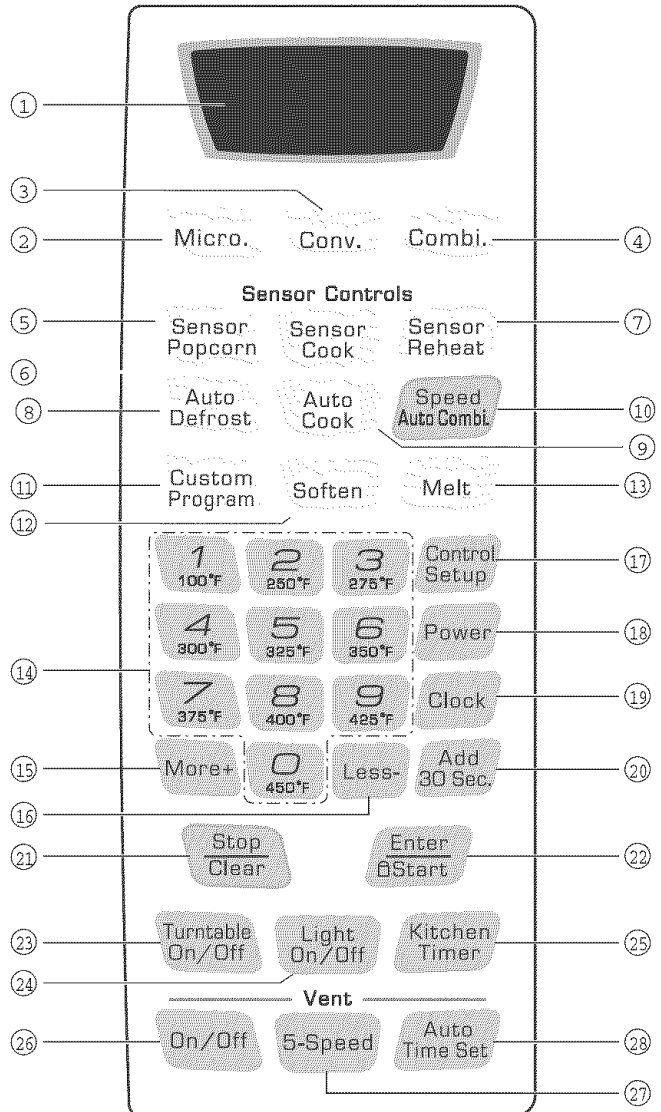 1
3
2 Micro. Conv. Combi. 4
Sensor Controls
5 Sensor Popcorn Sensor Cook Sensor Reheat 7
6
8 Auto Defrost Auto Cook Speed Auto Combi. 10
9
11 Custom Program Soften Melt 13
12
1 2 3 Control Setup 17
100°F 250°F 275°F
4 5 6 Power 18
300°F 325°F 350°F
14
7 8 9 Clock 19
375°F 400°F 425°F
15 More+ 0 Less- Add 30 Sec. 20
450°F
16
21 Stop Clear Enter Start 22
23 Turntable On/Off Light On/Off Kitchen Timer 25
24
Vent
26 On/Off 5-Speed Auto Time Set 28
27